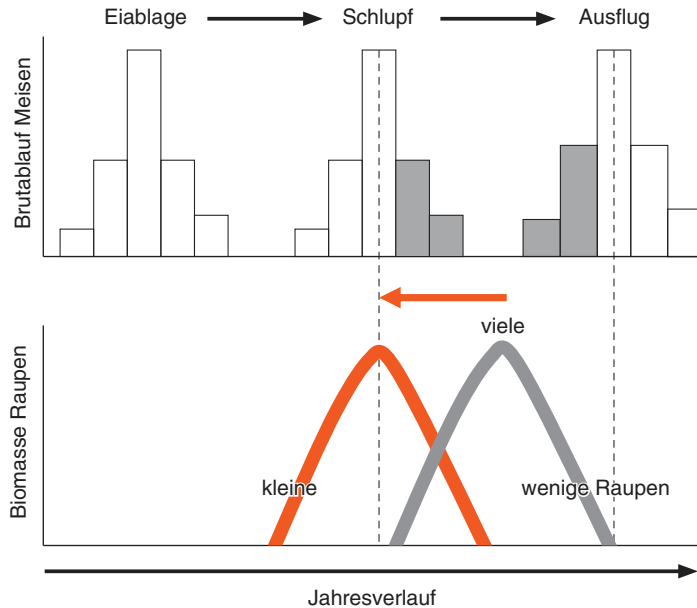 Eiablage Schlupf Ausflug
Brutablauf Meisen
viele
Biomasse Raupen
kleine
wenige Raupen
Jahresverlauf